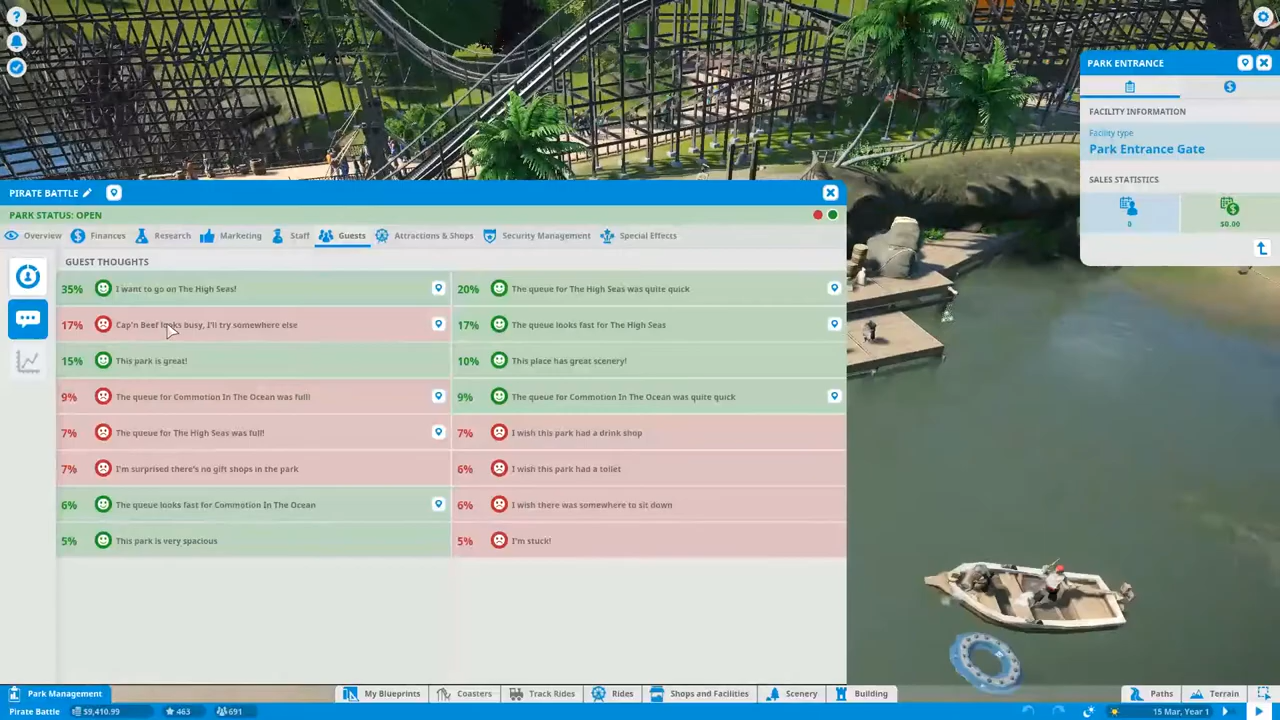 ?
PARK ENTRANCE
FACILITY INFORMATION
Facility type
Park Entrance Gate
SALES STATISTICS
0 $0.00
PIRATE BATTLE
PARK STATUS: OPEN
Overview Finances Research Marketing Staff Guests Attractions & Shops Security Management Special Effects
GUEST THOUGHTS
35% I want to go on The High Seas! 20% The queue for The High Seas was quite quick
17% Cap'n Beef looks busy, I'll try somewhere else 17% The queue looks fast for The High Seas
15% This park is great! 10% This place has great scenery!
9% The queue for Commotion In The Ocean was full! 9% The queue for Commotion In The Ocean was quite quick
7% The queue for The High Seas was full! 7% I wish this park had a drink shop
7% I'm surprised there's no gift shops in the park 6% I wish this park had a toilet
6% The queue looks fast for Commotion In The Ocean 6% I wish there was somewhere to sit down
5% This park is very spacious 5% I'm stuck!
Park Management My Blueprints Coasters Track Rides Rides Shops and Facilities Scenery Building Paths Terrain
Pirate Battle $9,410.99 463 691 15 Mar, Year 1